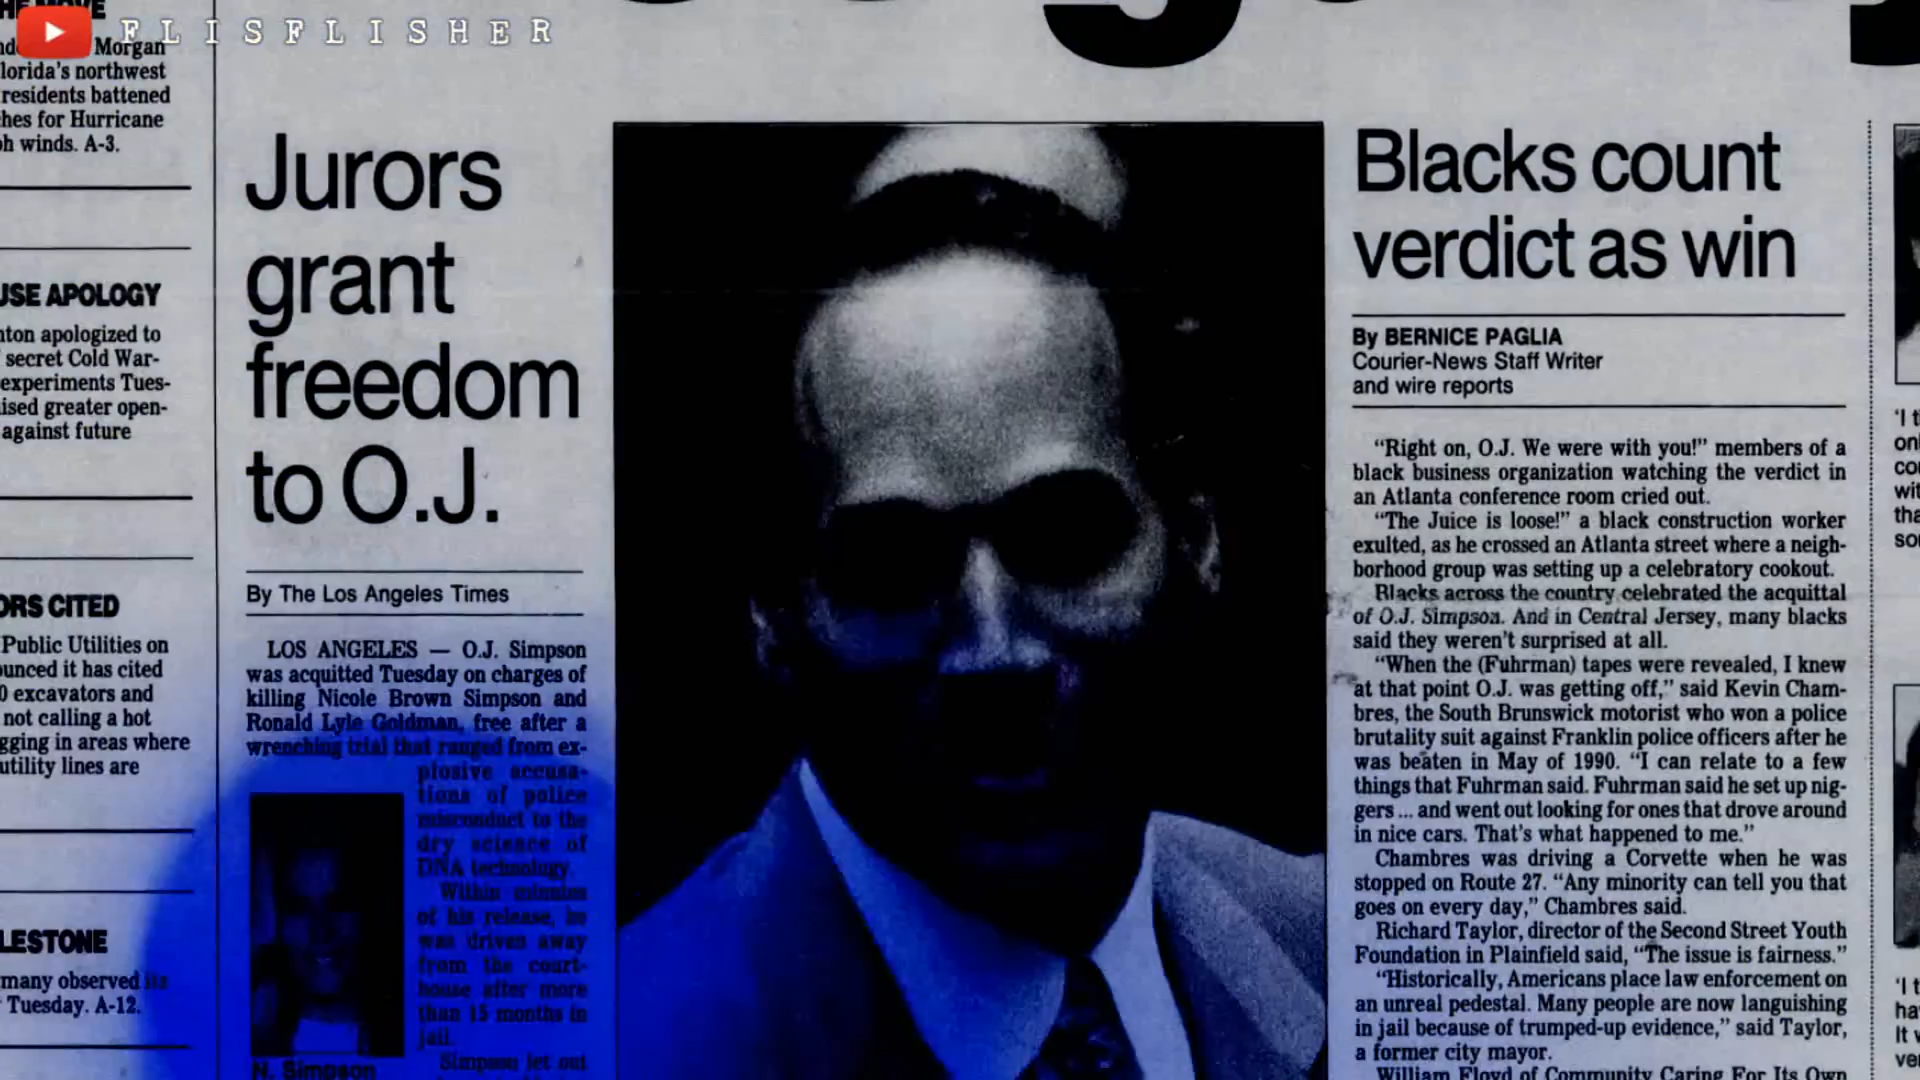 FLISFLISHER
THE MOVE
Morgan
lorida's northwest
residents battened
hes for Hurricane
h winds. A-3.
USE APOLOGY
nton apologized to
secret Cold War-
experiments Tues-
ised greater open-
against future
ORS CITED
Public Utilities on
ounced it has cited
0 excavators and
not calling a hot
gging in areas where
utility lines are
LESTONE
many observed its
Tuesday. A-12.
Jurors
grant
freedom
to O.J.
By The Los Angeles Times
LOS ANGELES — O.J. Simpson
was acquitted Tuesday on charges of
killing Nicole Brown Simpson and
Ronald Lyle Goldman, free after a
wrenching trial that ranged from ex-
plosive accusa-
tions of police
misconduct to the
dry science of
DNA technology.
Within minutes
of his release, he
was driven away
from the court-
house after more
than 15 months in
jail.
Simpson let out
N. Simpson
Blacks count
verdict as win
By BERNICE PAGLIA
Courier-News Staff Writer
and wire reports
“Right on, O.J. We were with you!” members of a
black business organization watching the verdict in
an Atlanta conference room cried out.
“The Juice is loose!” a black construction worker
exulted, as he crossed an Atlanta street where a neigh-
borhood group was setting up a celebratory cookout.
Blacks across the country celebrated the acquittal
of O.J. Simpson. And in Central Jersey, many blacks
said they weren't surprised at all.
“When the (Fuhrman) tapes were revealed, I knew
at that point O.J. was getting off,” said Kevin Cham-
bres, the South Brunswick motorist who won a police
brutality suit against Franklin police officers after he
was beaten in May of 1990. “I can relate to a few
things that Fuhrman said. Fuhrman said he set up nig-
gers ... and went out looking for ones that drove around
in nice cars. That's what happened to me.”
Chambres was driving a Corvette when he was
stopped on Route 27. “Any minority can tell you that
goes on every day,” Chambres said.
Richard Taylor, director of the Second Street Youth
Foundation in Plainfield said, “The issue is fairness.”
“Historically, Americans place law enforcement on
an unreal pedestal. Many people are now languishing
in jail because of trumped-up evidence,” said Taylor,
a former city mayor.
William Floyd of Community Caring For Its Own